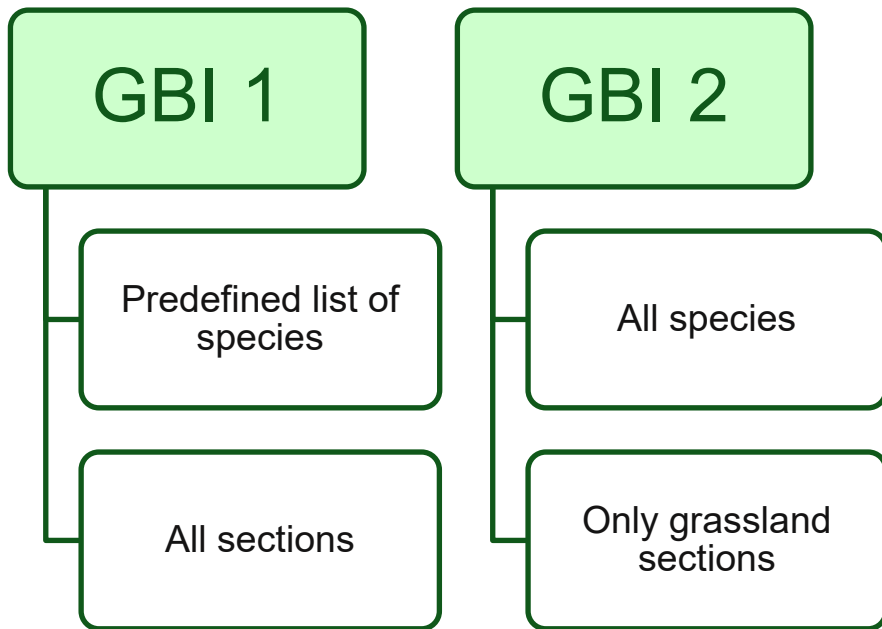 GBI 1
Predefined list of
species
All sections
GBI 2
All species
Only grassland
sections